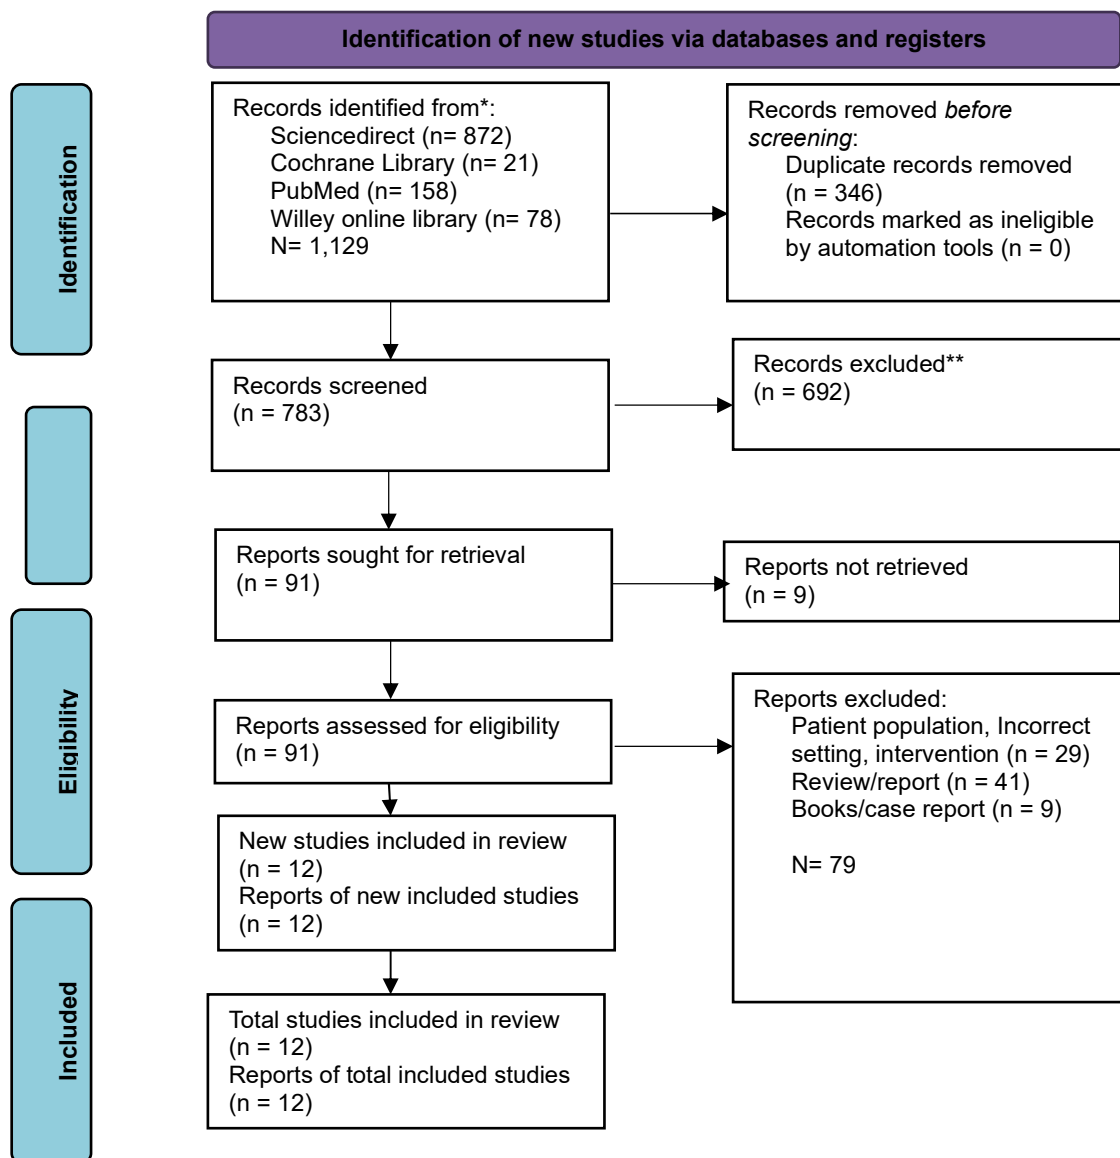 Identification of new studies via databases and registers
Identification
Records identified from*:
Sciencedirect (n= 872)
Cochrane Library (n= 21)
PubMed (n= 158)
Willey online library (n= 78)
N= 1,129
Records removed before
screening:
Duplicate records removed
(n = 346)
Records marked as ineligible
by automation tools (n = 0)
Records screened
(n = 783)
Records excluded**
(n = 692)
Reports sought for retrieval
(n = 91)
Reports not retrieved
(n = 9)
Eligibility
Reports assessed for eligibility
(n = 91)
Reports excluded:
Patient population, Incorrect
setting, intervention (n = 29)
Review/report (n = 41)
Books/case report (n = 9)
N= 79
New studies included in review
(n = 12)
Reports of new included studies
(n = 12)
Included
Total studies included in review
(n = 12)
Reports of total included studies
(n = 12)